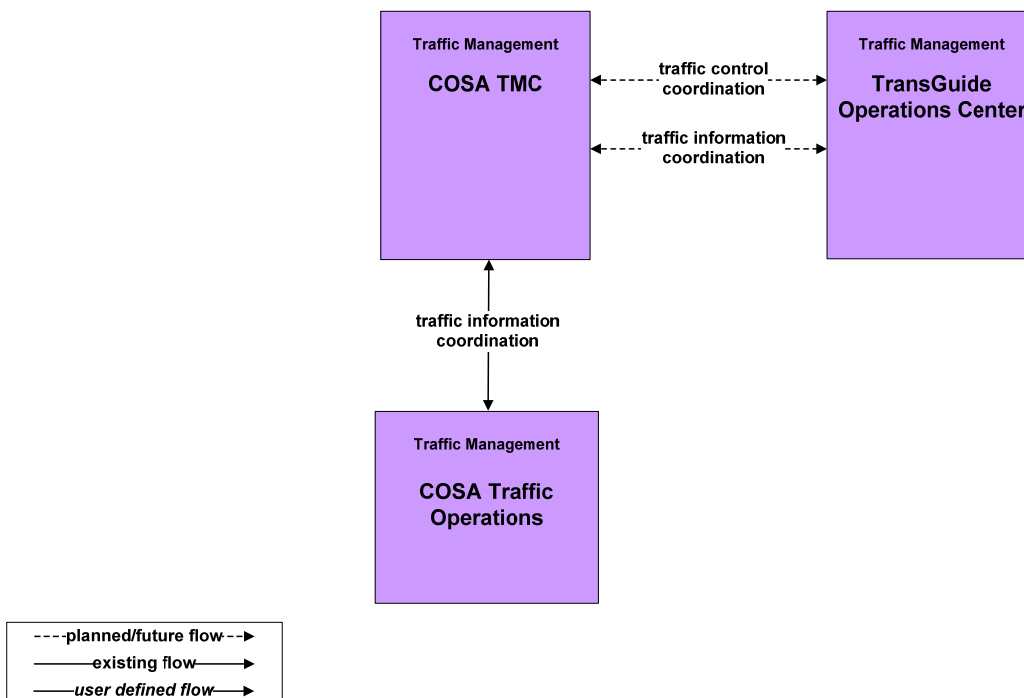 Traffic Management
COSA TMC
Traffic Management
TransGuide
Operations Center
traffic control
coordination
traffic information
coordination
traffic information
coordination
Traffic Management
COSA Traffic
Operations
planned/future flow
existing flow
user defined flow